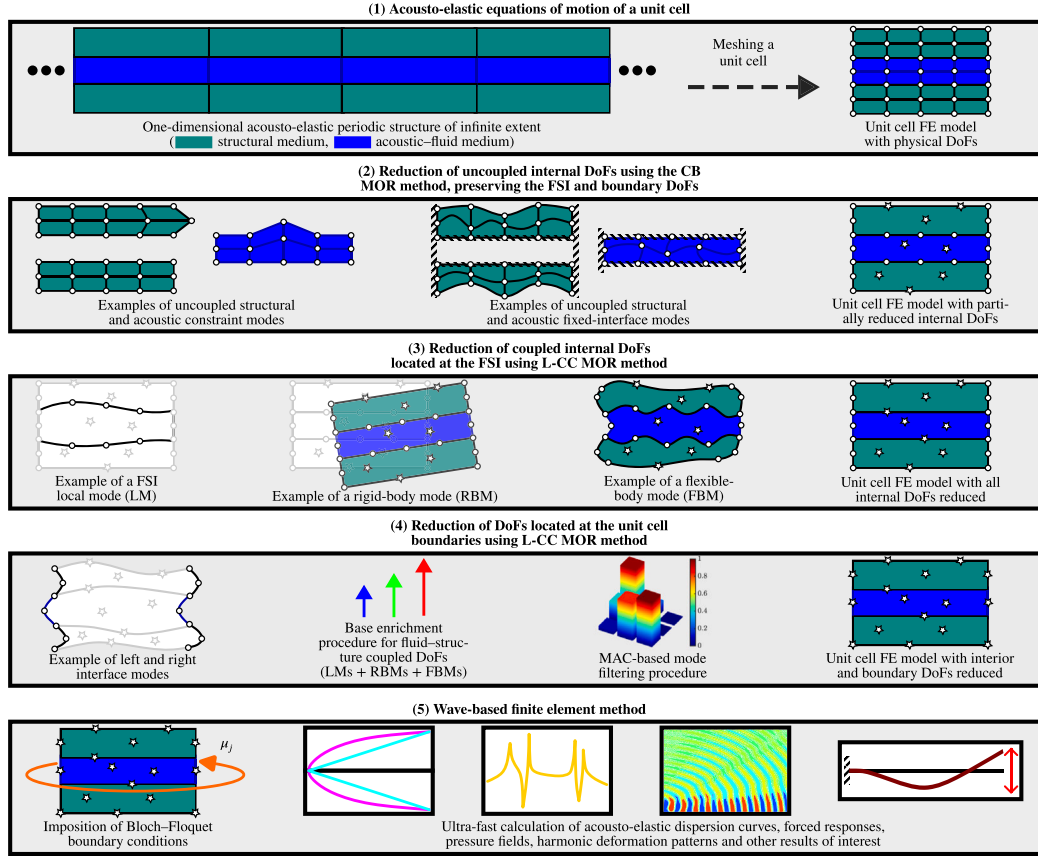 (1) Acousto-elastic equations of motion of a unit cell
Meshing a
unit cell
One-dimensional acousto-elastic periodic structure of infinite extent
( structural medium, acoustic–fluid medium)
Unit cell FE model
with physical DoFs
(2) Reduction of uncoupled internal DoFs using the CB
MOR method, preserving the FSI and boundary DoFs
Examples of uncoupled structural
and acoustic constraint modes
Examples of uncoupled structural
and acoustic fixed-interface modes
Unit cell FE model with parti-
ally reduced internal DoFs
(3) Reduction of coupled internal DoFs
located at the FSI using L-CC MOR method
Example of a FSI
local mode (LM)
Example of a rigid-body mode (RBM)
Example of a flexible-
body mode (FBM)
Unit cell FE model with all
internal DoFs reduced
(4) Reduction of DoFs located at the unit cell
boundaries using L-CC MOR method
Example of left and right
interface modes
Base enrichment
procedure for fluid–struc-
ture coupled DoFs
(LMs + RBMs + FBMs)
1
0.8
0.6
0.4
0.2
0
MAC-based mode
filtering procedure
Unit cell FE model with interior
and boundary DoFs reduced
(5) Wave-based finite element method
μj
Imposition of Bloch–Floquet
boundary conditions
Ultra-fast calculation of acousto-elastic dispersion curves, forced responses,
pressure fields, harmonic deformation patterns and other results of interest